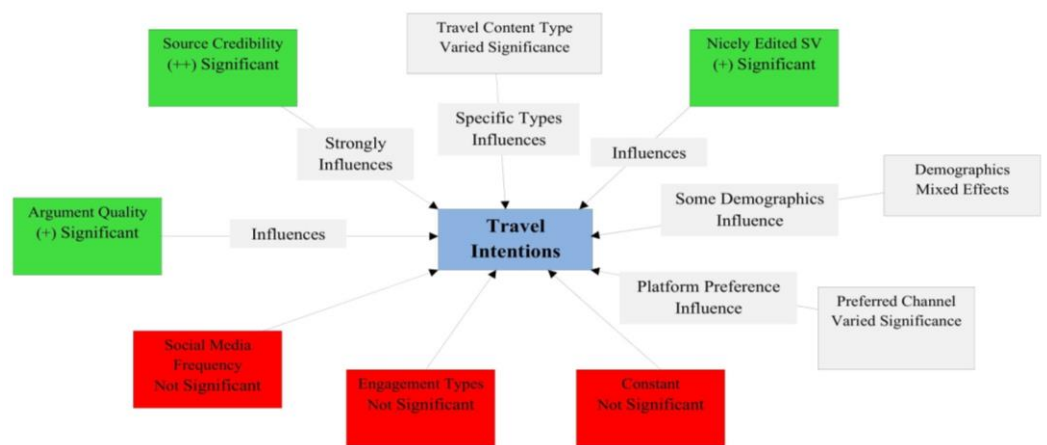 Source Credibility
(++) Significant
Travel Content Type
Varied Significance
Nicely Edited SV
(+) Significant
Strongly
Influences
Specific Types
Influences
Influences
Demographics
Mixed Effects
Argument Quality
(+) Significant
Influences
Travel
Intentions
Some Demographics
Influence
Platform Preference
Influence
Preferred Channel
Varied Significance
Social Media
Frequency
Not Significant
Engagement Types
Not Significant
Constant
Not Significant